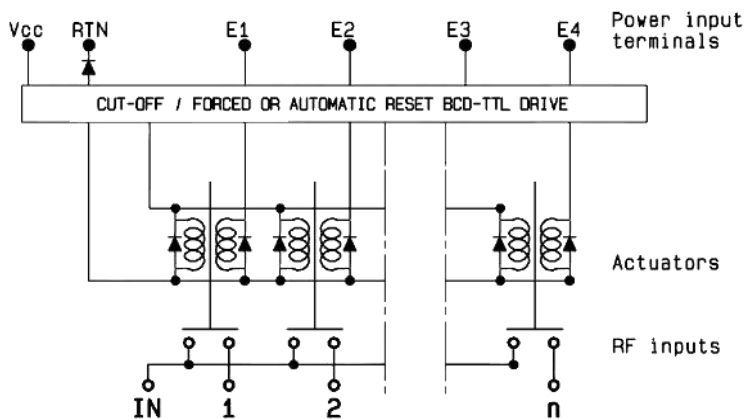 Vcc RTN E1 E2 E3 E4 Power input
terminals
CUT-OFF / FORCED OR AUTOMATIC RESET BCD-TTL DRIVE
Actuators
RF inputs
IN 1 2 n